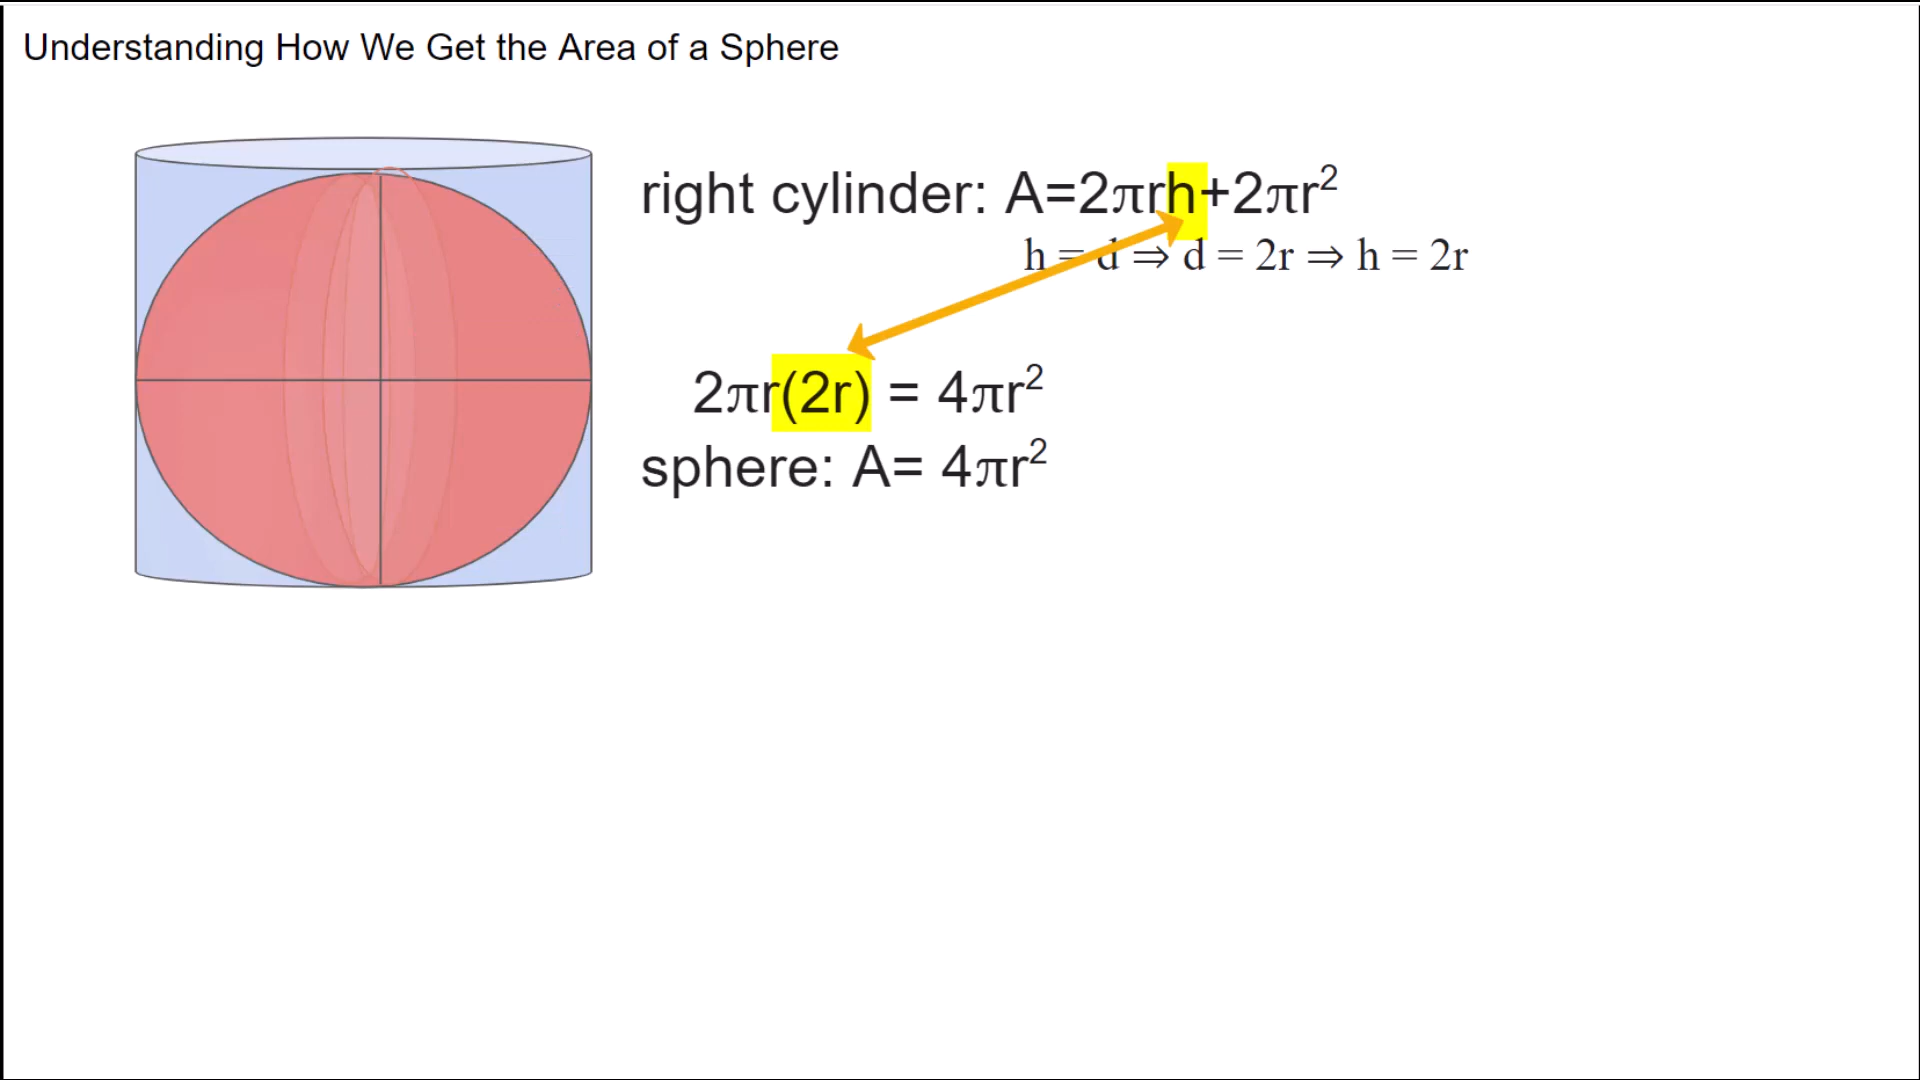 Understanding How We Get the Area of a Sphere
right cylinder: A=2πrh+2πr²
h = d ⇒ d = 2r ⇒ h = 2r
2πr(2r) = 4πr²
sphere: A= 4πr²